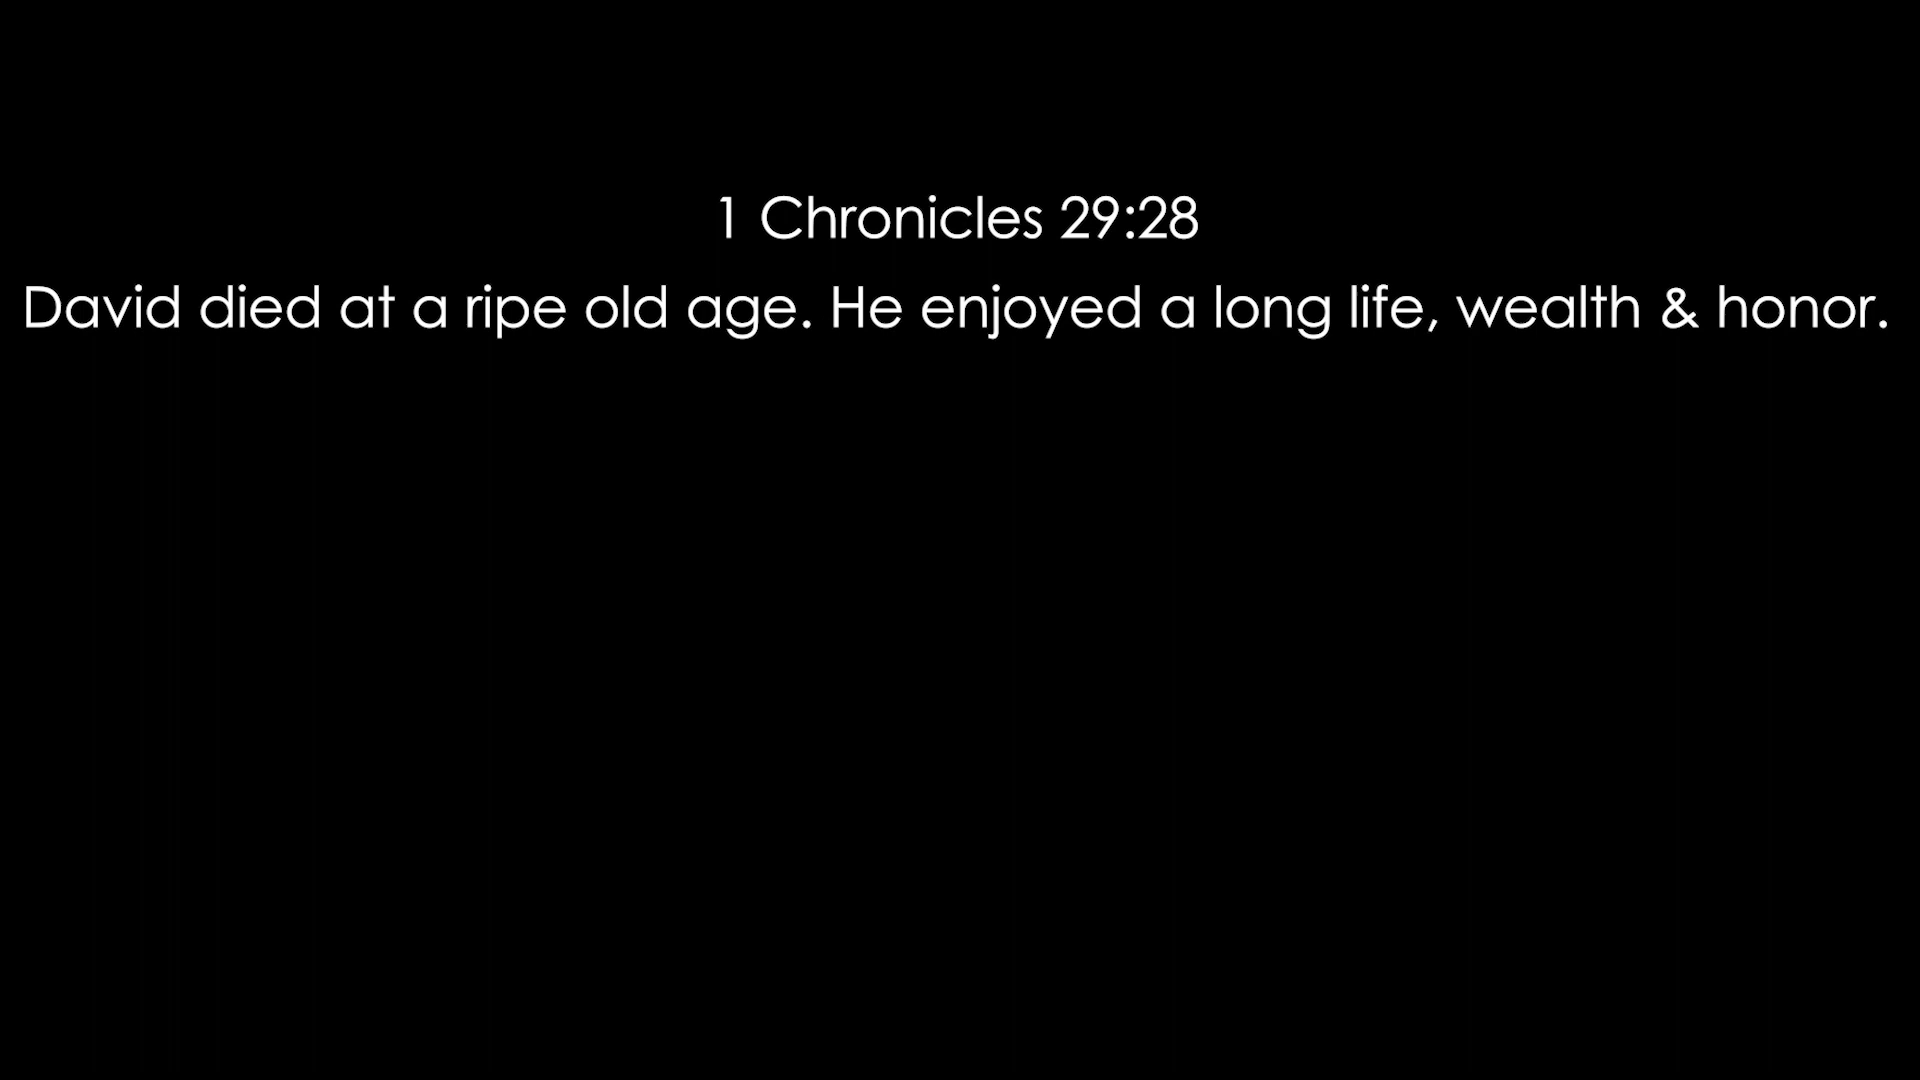 1 Chronicles 29:28
David died at a ripe old age. He enjoyed a long life, wealth & honor.